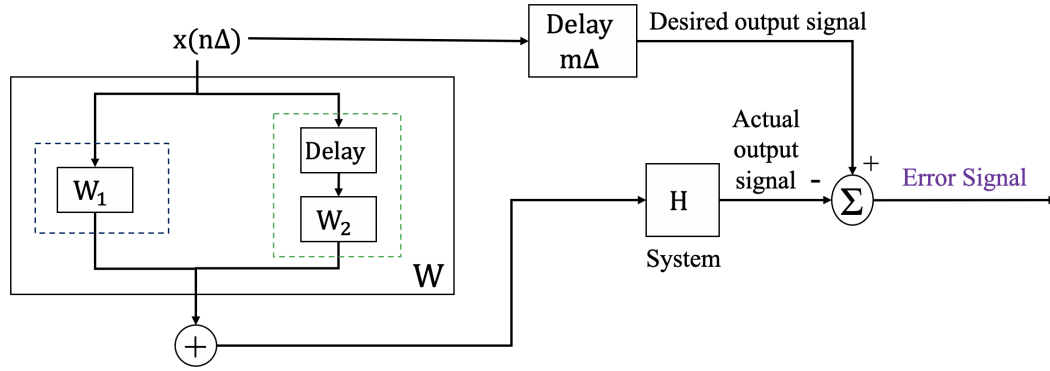 x(nΔ)
Delay
mΔ
Desired output signal
W₁
Delay
W₂
W
+
H
System
Actual
output
signal -
+
Σ
Error Signal